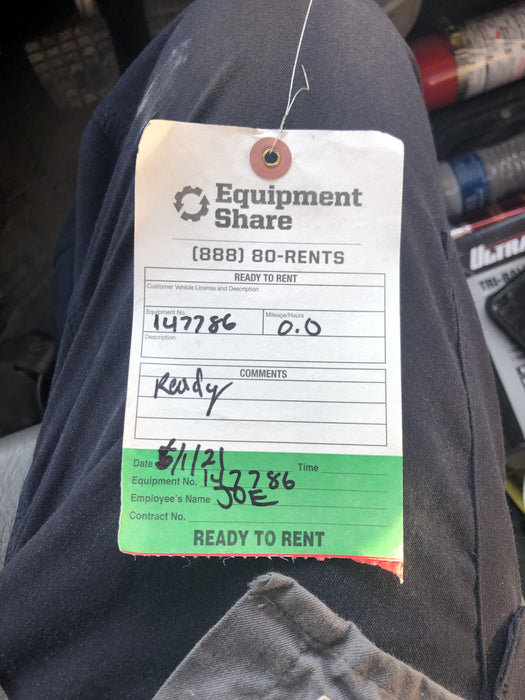 Equipment
Share
(888) 80-RENTS
READY TO RENT
Customer Vehicle License and Description
Equipment No. Mileage/Hours
147786 0.0
Description
COMMENTS
Ready
Date 5/1/21 Time
Equipment No. 147786
Employee's Name JOE
Contract No.
READY TO RENT
ULTRA